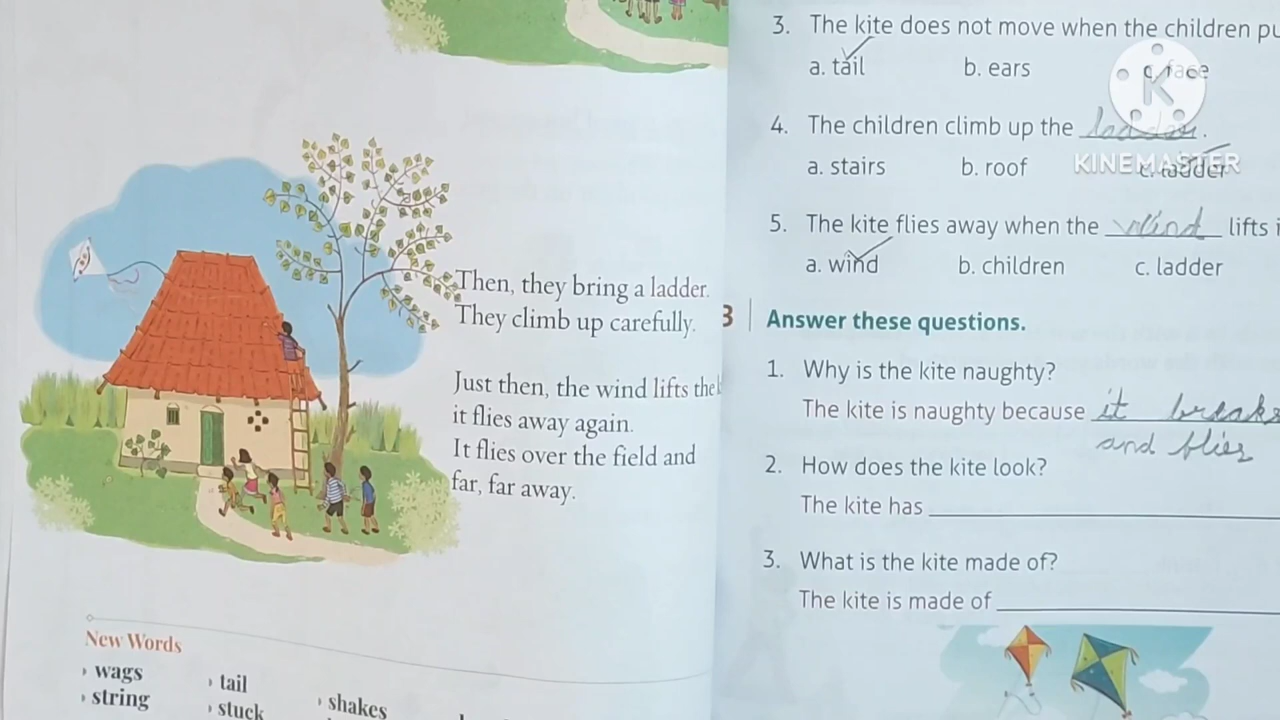 Then, they bring a ladder.
They climb up carefully.
Just then, the wind lifts the
it flies away again.
It flies over the field and
far, far away.
New Words
› wags
› string
› tail
› stuck
› shakes
3. The kite does not move when the children pu
a. tail b. ears c. face
4. The children climb up the ladder.
a. stairs b. roof c. ladder
5. The kite flies away when the wind lifts i
a. wind b. children c. ladder
B Answer these questions.
1. Why is the kite naughty?
The kite is naughty because it breaks
and flies
2. How does the kite look?
The kite has
3. What is the kite made of?
The kite is made of
K
KINEMASTER